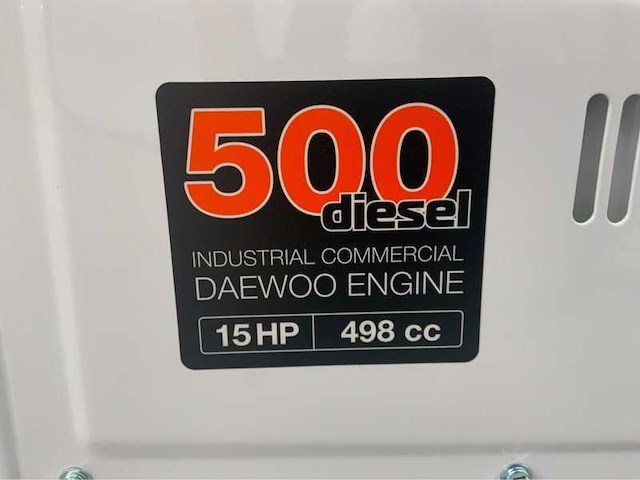 500
diesel
INDUSTRIAL COMMERCIAL
DAEWOO ENGINE
15 HP 498 cc